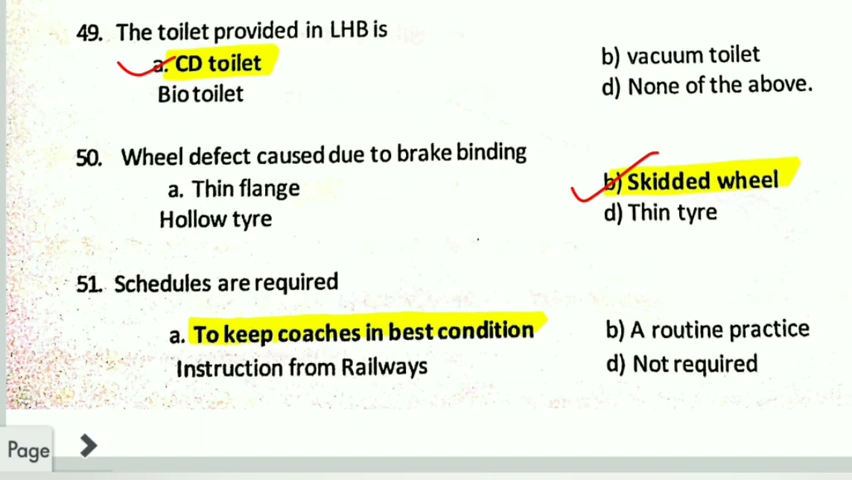 49. The toilet provided in LHB is
a. CD toilet b) vacuum toilet
Bio toilet d) None of the above.
50. Wheel defect caused due to brake binding
a. Thin flange b) Skidded wheel
Hollow tyre d) Thin tyre
51. Schedules are required
a. To keep coaches in best condition b) A routine practice
Instruction from Railways d) Not required
Page